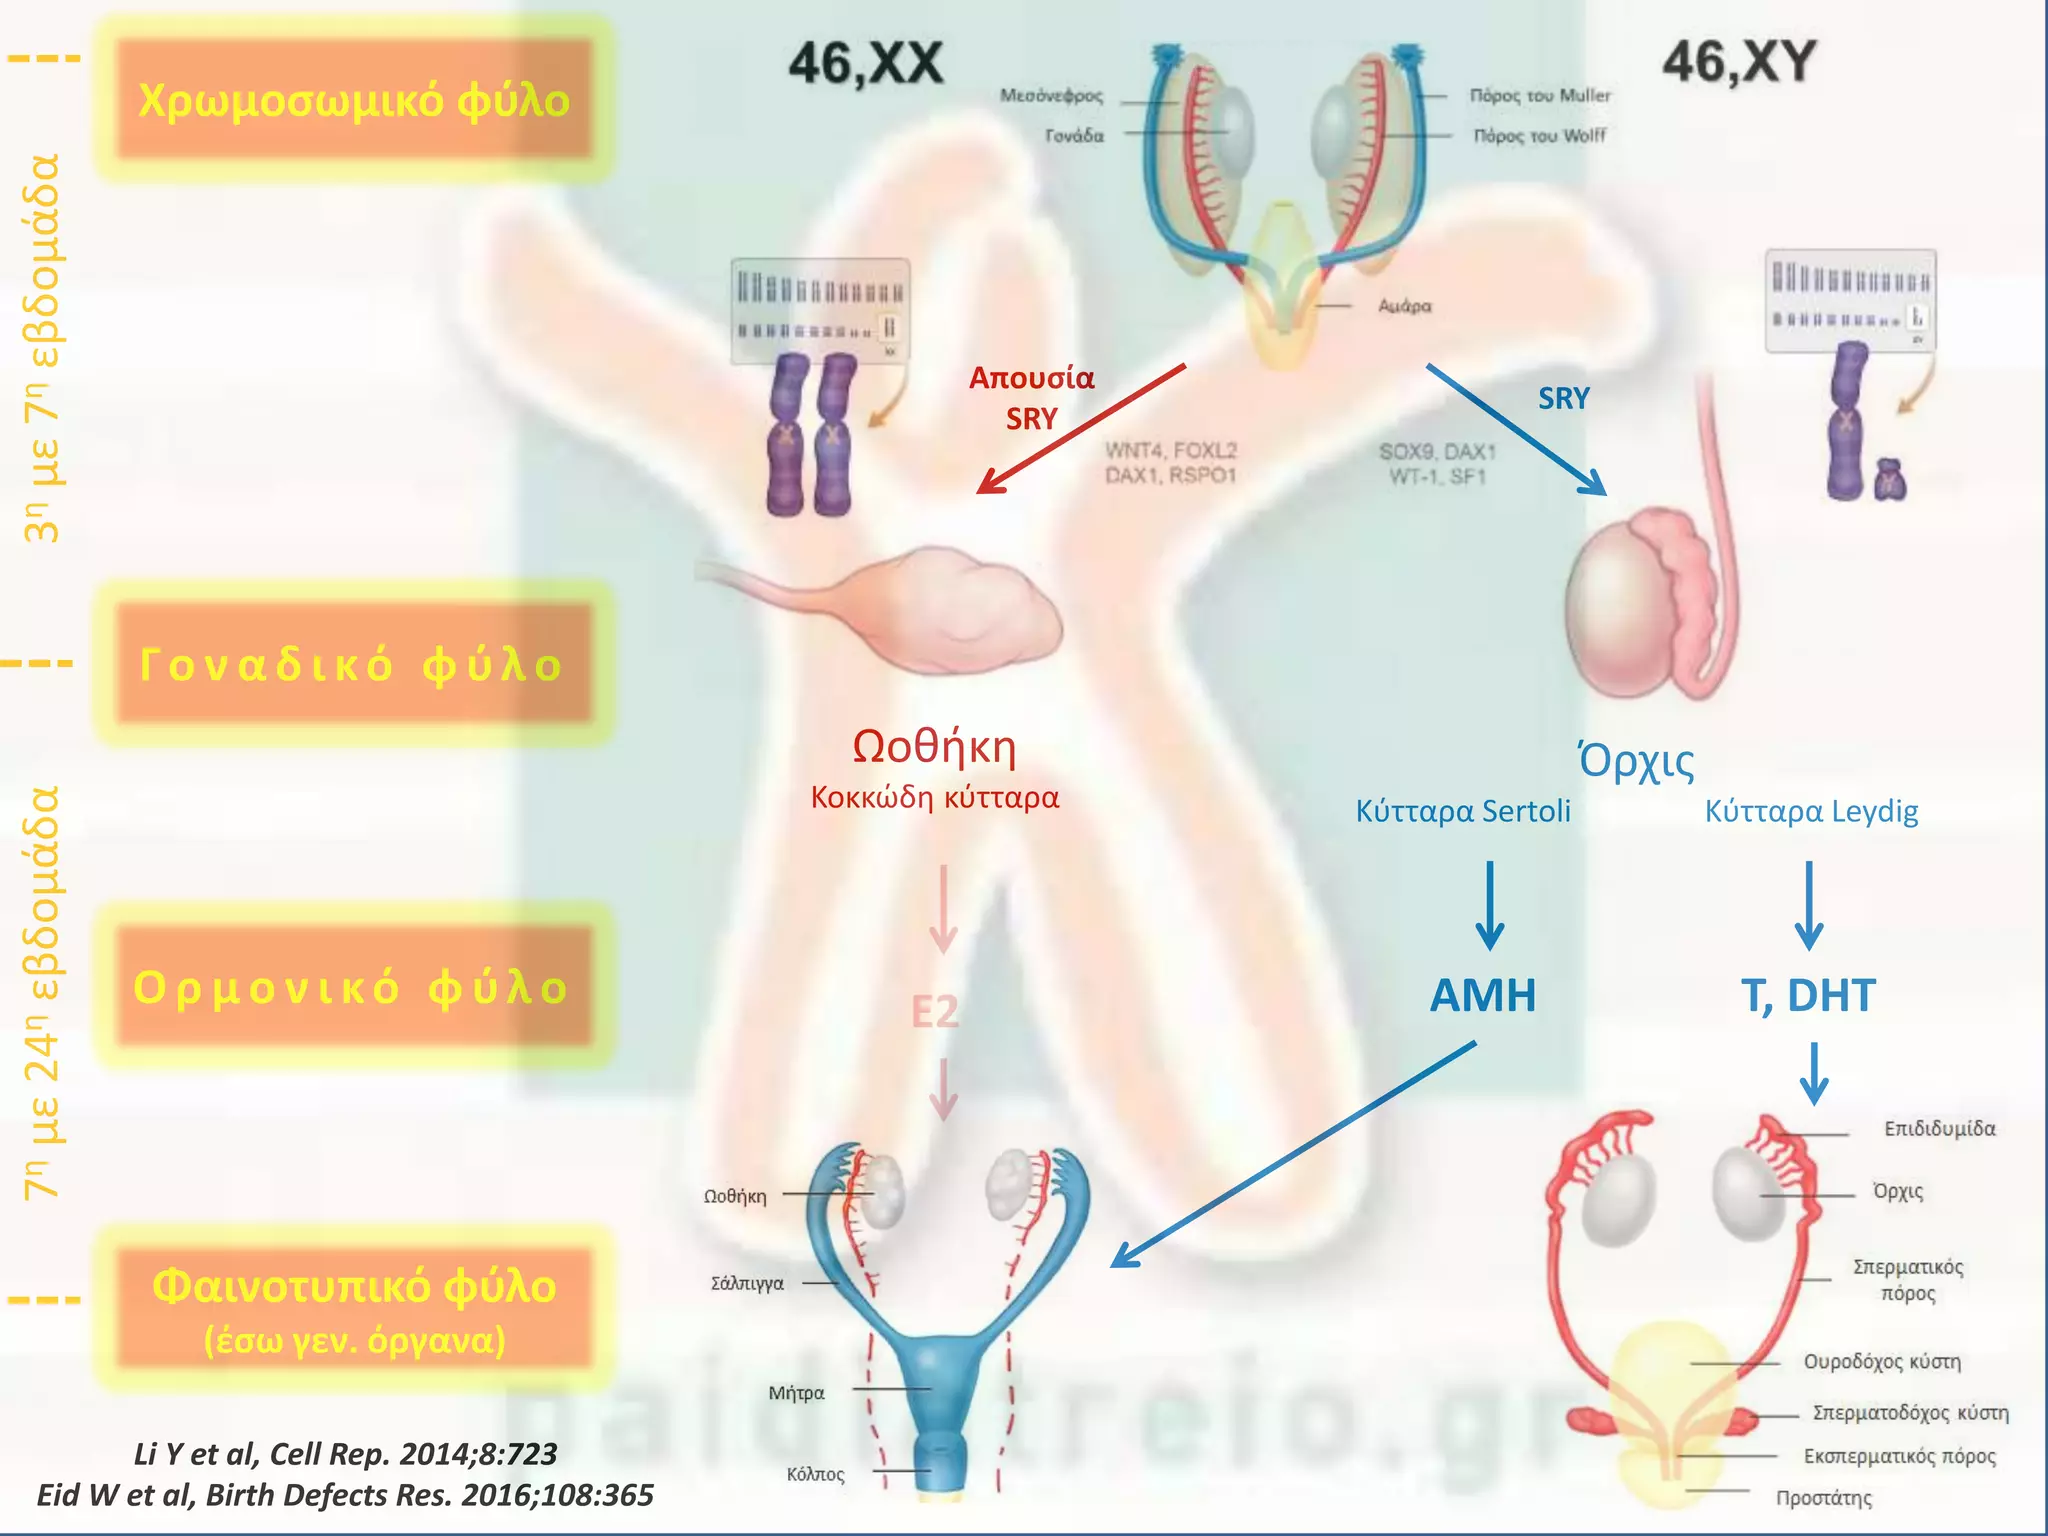 Χρωμοσωμικό φύλο
3η με 7η εβδομάδα
Γοναδικό φύλο
Ορμονικό φύλο
7η με 24η εβδομάδα
Φαινοτυπικό φύλο
(έσω γεν. όργανα)
46,XX
46,XY
Μεσόνεφρος
Γονάδα
Πόρος του Muller
Πόρος του Wolff
Αμάρα
Απουσία
SRY
SRY
WNT4, FOXL2
DAX1, RSPO1
SOX9, DAX1
WT-1, SF1
Ωοθήκη
Κοκκώδη κύτταρα
Όρχις
Κύτταρα Sertoli
Κύτταρα Leydig
E2
AMH
T, DHT
Ωοθήκη
Σάλπιγγα
Μήτρα
Κόλπος
Επιδιδυμίδα
Όρχις
Σπερματικός
πόρος
Ουροδόχος κύστη
Σπερματοδόχος κύστη
Εκσπερματικός πόρος
Προστάτης
paidiatreio.gr
Li Y et al, Cell Rep. 2014;8:723
Eid W et al, Birth Defects Res. 2016;108:365